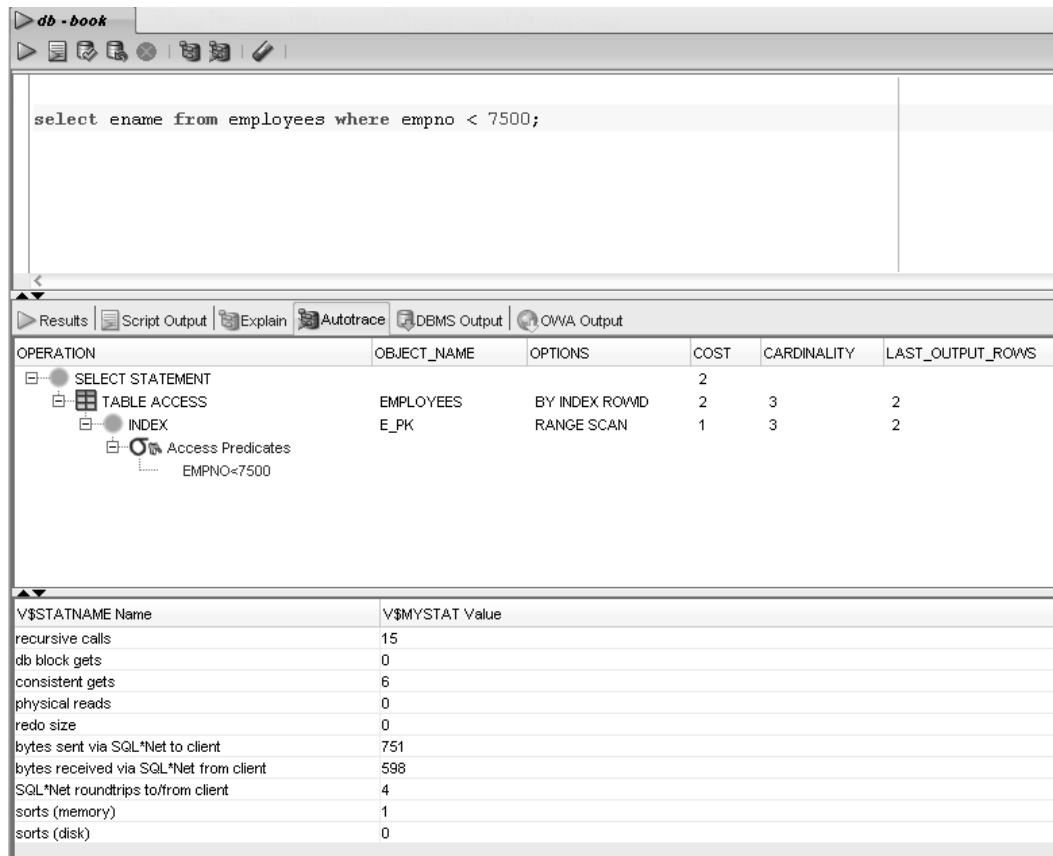 db - book
select ename from employees where empno < 7500;
Results Script Output Explain Autotrace DBMS Output OWA Output
OPERATION OBJECT_NAME OPTIONS COST CARDINALITY LAST_OUTPUT_ROWS
SELECT STATEMENT 2
TABLE ACCESS EMPLOYEES BY INDEX ROWID 2 3 2
INDEX E_PK RANGE SCAN 1 3 2
Access Predicates
EMPNO<7500
V$STATNAME Name V$MYSTAT Value
recursive calls 15
db block gets 0
consistent gets 6
physical reads 0
redo size 0
bytes sent via SQL*Net to client 751
bytes received via SQL*Net from client 598
SQL*Net roundtrips to/from client 4
sorts (memory) 1
sorts (disk) 0